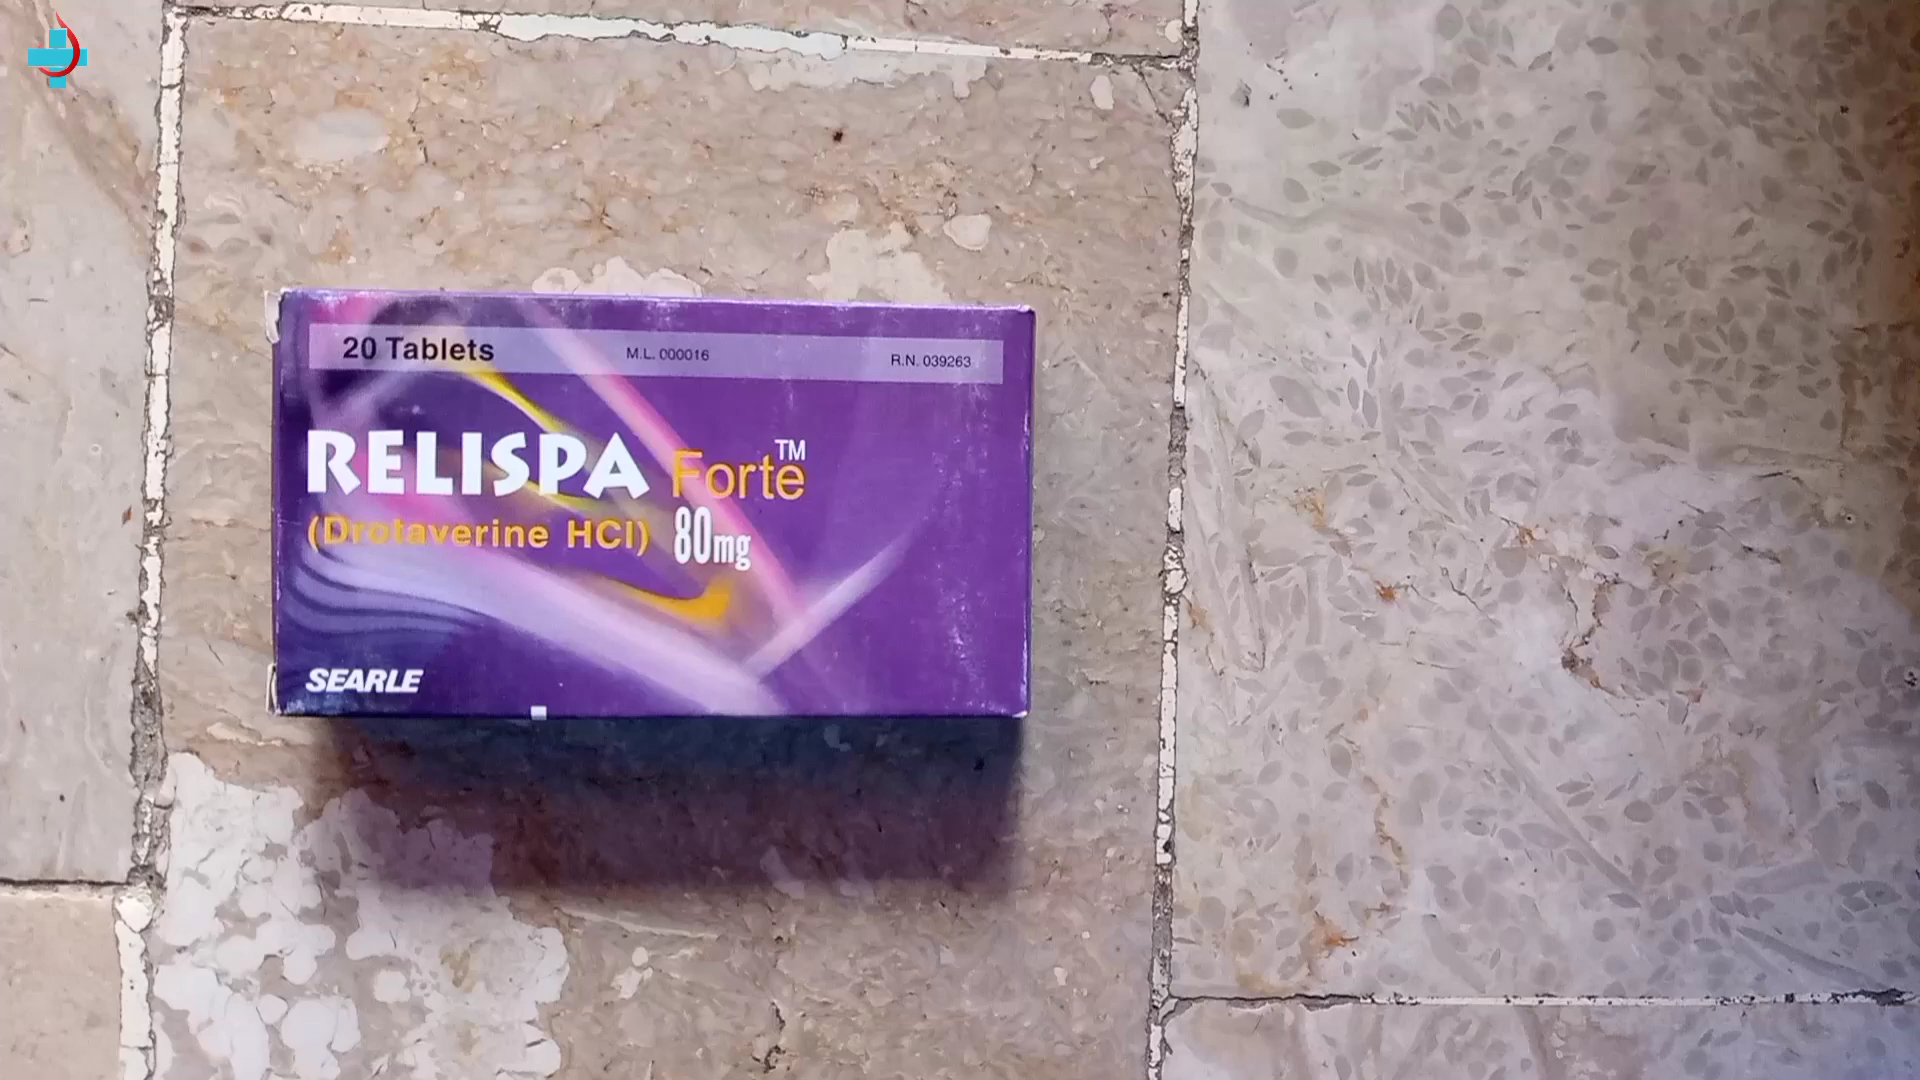 20 Tablets M.L. 000016 R.N. 039263
RELISPA Forte™
(Drotaverine HCl) 80mg
SEARLE